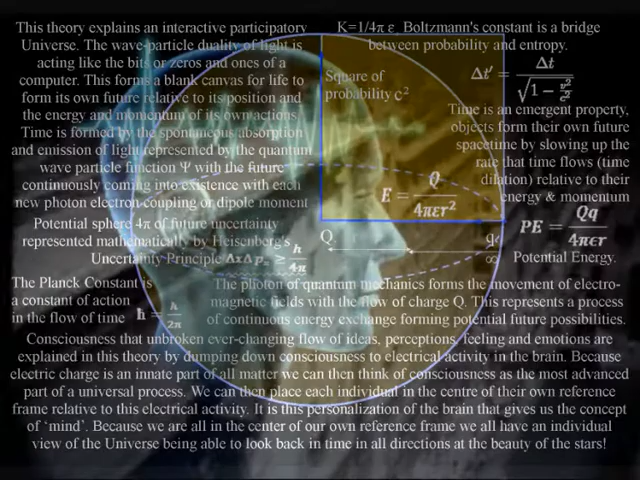 This theory explains an interactive participatory
Universe. The wave-particle duality of light is
acting like the bits or zeros and ones of a
computer. This forms a blank canvas for life to
form its own future relative to its position and
the energy and momentum of its own actions.
Time is formed by the spontaneous absorption
and emission of light represented by the quantum
wave particle function Ψ with the future
continuously coming into existence with each
new photon electron coupling or dipole moment
Potential sphere 4π of future uncertainty
represented mathematically by Heisenberg's
Uncertainty Principle Δx Δpₓ ≥ h/4π
The Planck Constant is
a constant of action
in the flow of time ħ = h/2π
K=1/4π ε. Boltzmann's constant is a bridge
between probability and entropy.
Δt′ = Δt/√(1 − v²/c²)
Square of
probability c²
Time is an emergent property,
objects form their own future
spacetime by slowing up the
rate that time flows (time
dilation) relative to their
energy & momentum
E = Q/4πεr²
PE = Qq/4πεr
Potential Energy.
Q
q
∞
The photon of quantum mechanics forms the movement of electro-
magnetic fields with the flow of charge Q. This represents a process
of continuous energy exchange forming potential future possibilities.
Consciousness that unbroken ever-changing flow of ideas, perceptions, feeling and emotions are
explained in this theory by dumping down consciousness to electrical activity in the brain. Because
electric charge is an innate part of all matter we can then think of consciousness as the most advanced
part of a universal process. We can then place each individual in the centre of their own reference
frame relative to this electrical activity. It is this personalization of the brain that gives us the concept
of ‘mind’. Because we are all in the center of our own reference frame we all have an individual
view of the Universe being able to look back in time in all directions at the beauty of the stars!